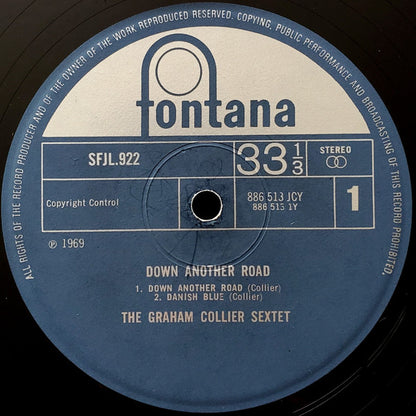 ALL RIGHTS OF THE RECORD PRODUCER AND OF THE OWNER OF THE WORK REPRODUCED RESERVED. COPYING, PUBLIC PERFORMANCE AND BROADCASTING OF THIS RECORD PROHIBITED.
fontana
SFJL.922
33 1/3
STEREO
Copyright Control
886 513 JCY
886 513 1Y
1
℗ 1969
DOWN ANOTHER ROAD
1. DOWN ANOTHER ROAD (Collier)
2. DANISH BLUE (Collier)
THE GRAHAM COLLIER SEXTET